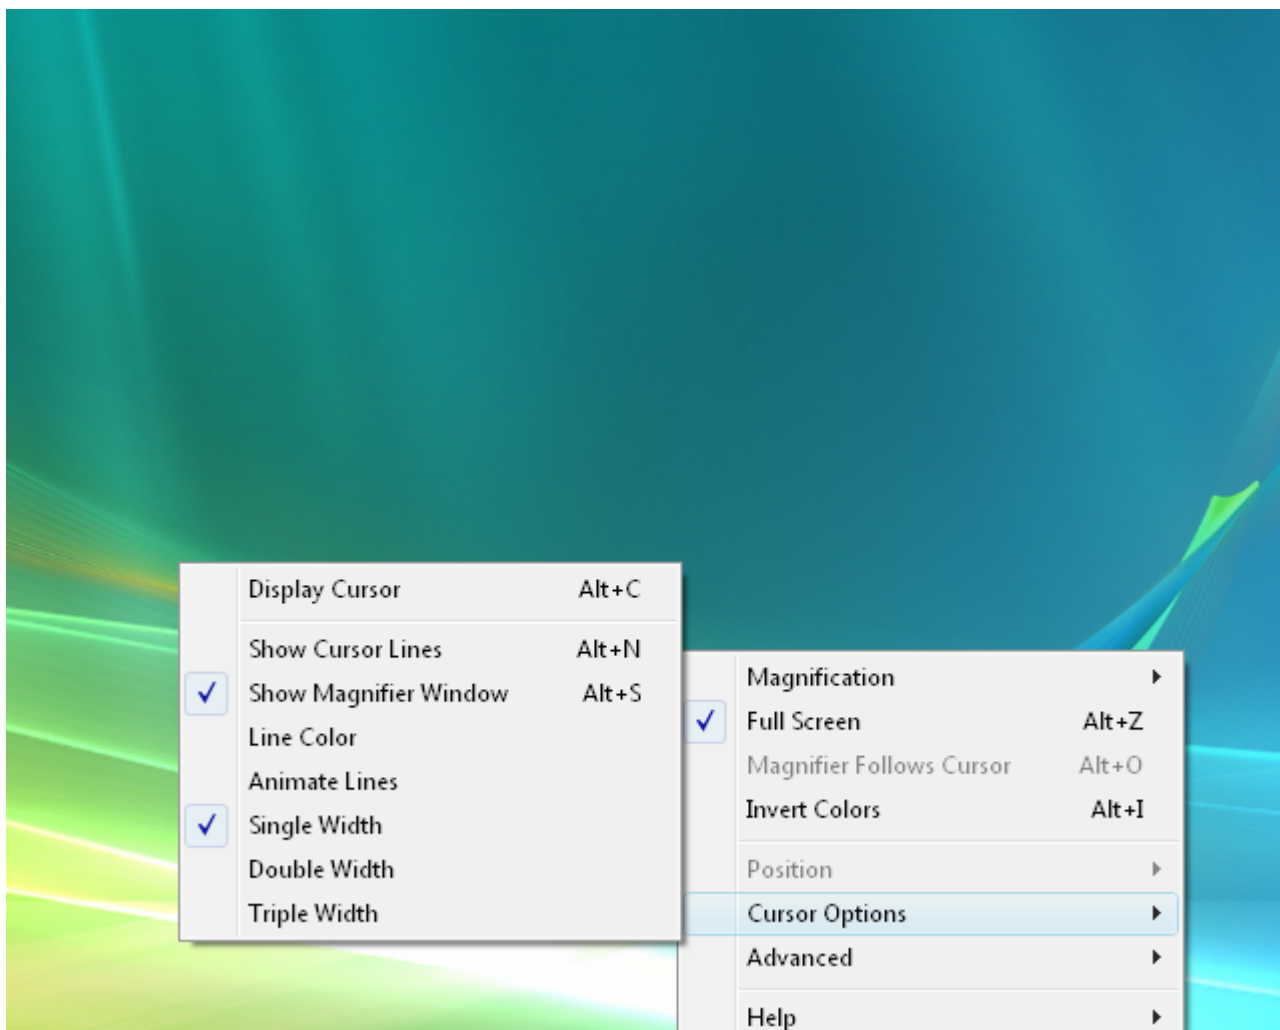 Display Cursor Alt+C
Show Cursor Lines Alt+N
Show Magnifier Window Alt+S
Line Color
Animate Lines
Single Width
Double Width
Triple Width
Magnification
Full Screen Alt+Z
Magnifier Follows Cursor Alt+O
Invert Colors Alt+I
Position
Cursor Options
Advanced
Help